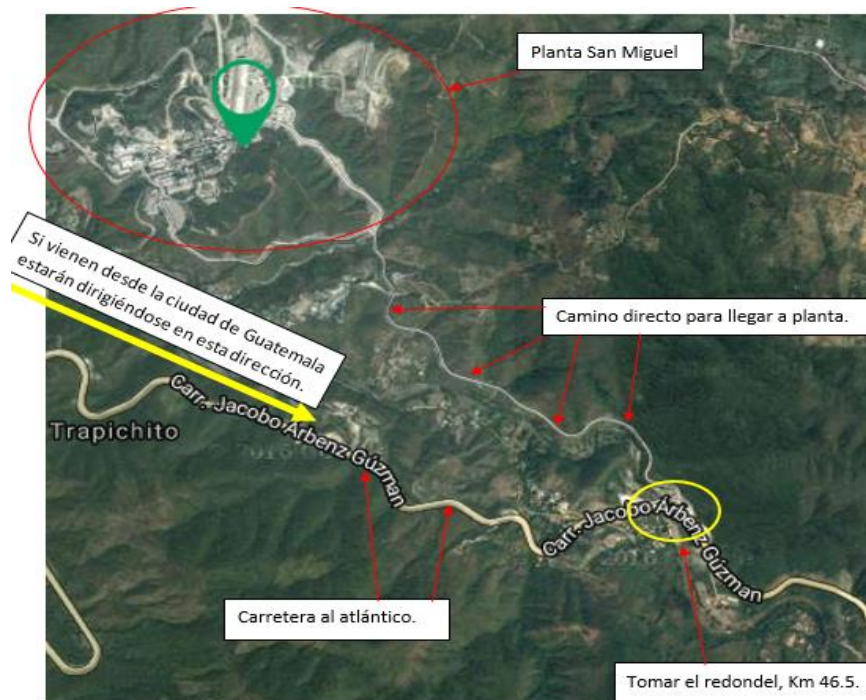 Planta San Miguel
Si vienen desde la ciudad de Guatemala
estarán dirigiéndose en esta dirección.
Camino directo para llegar a planta.
Carr. Jacobo Árbenz Gúzman
Trapichito
Carr. Jacobo Árbenz Gúzman
Carretera al atlántico.
Tomar el redondel, Km 46.5.